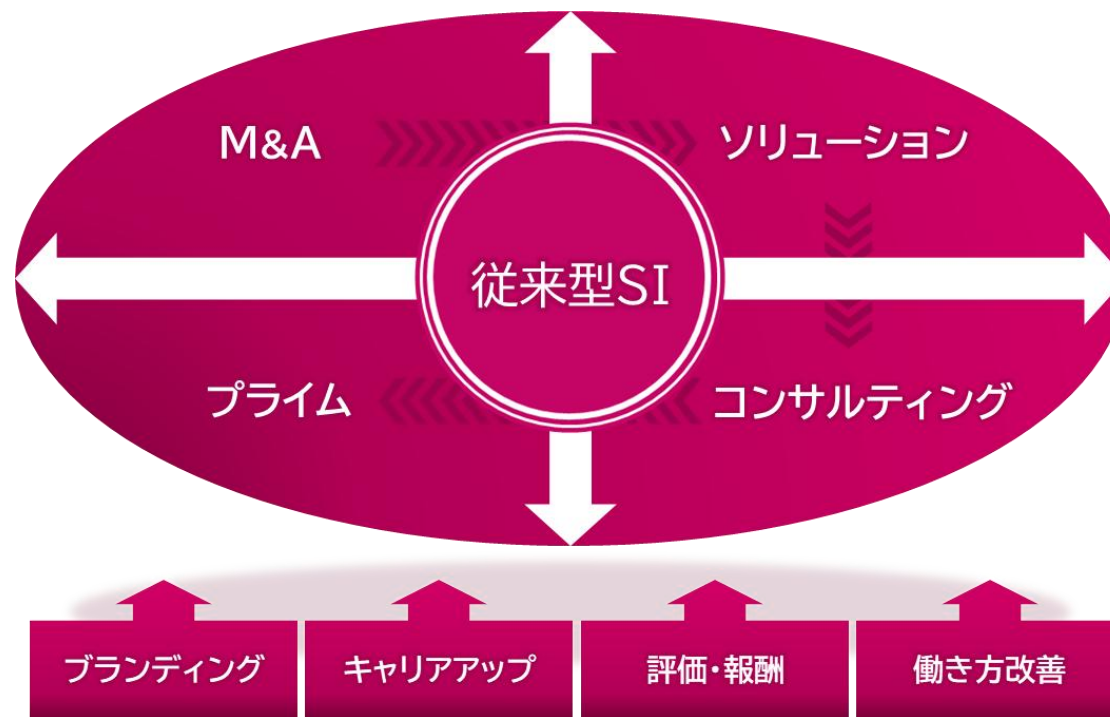 M&A
ソリューション
従来型SI
プライム
コンサルティング
ブランディング
キャリアアップ
評価・報酬
働き方改善